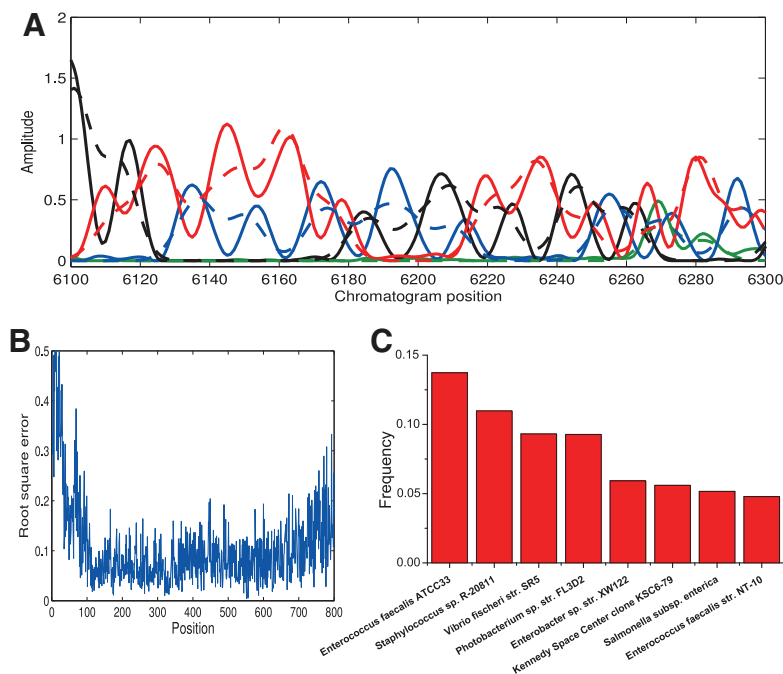 A
2
1.5
1
0.5
0
Amplitude
6100 6120 6140 6160 6180 6200 6220 6240 6260 6280 6300
Chromatogram position
B
0.5
0.4
0.3
0.2
0.1
0
Root square error
0 100 200 300 400 500 600 700 800
Position
C
0.15
0.10
0.05
0.00
Frequency
Enterococcus faecalis ATCC33
Staphylococcus sp. R-20811
Vibrio fischeri str. SR5
Photobacterium sp. str. FL3D2
Enterobacter sp. str. XW122
Kennedy Space Center clone KSC6-79
Salmonella subsp. enterica
Enterococcus faecalis str. NT-10